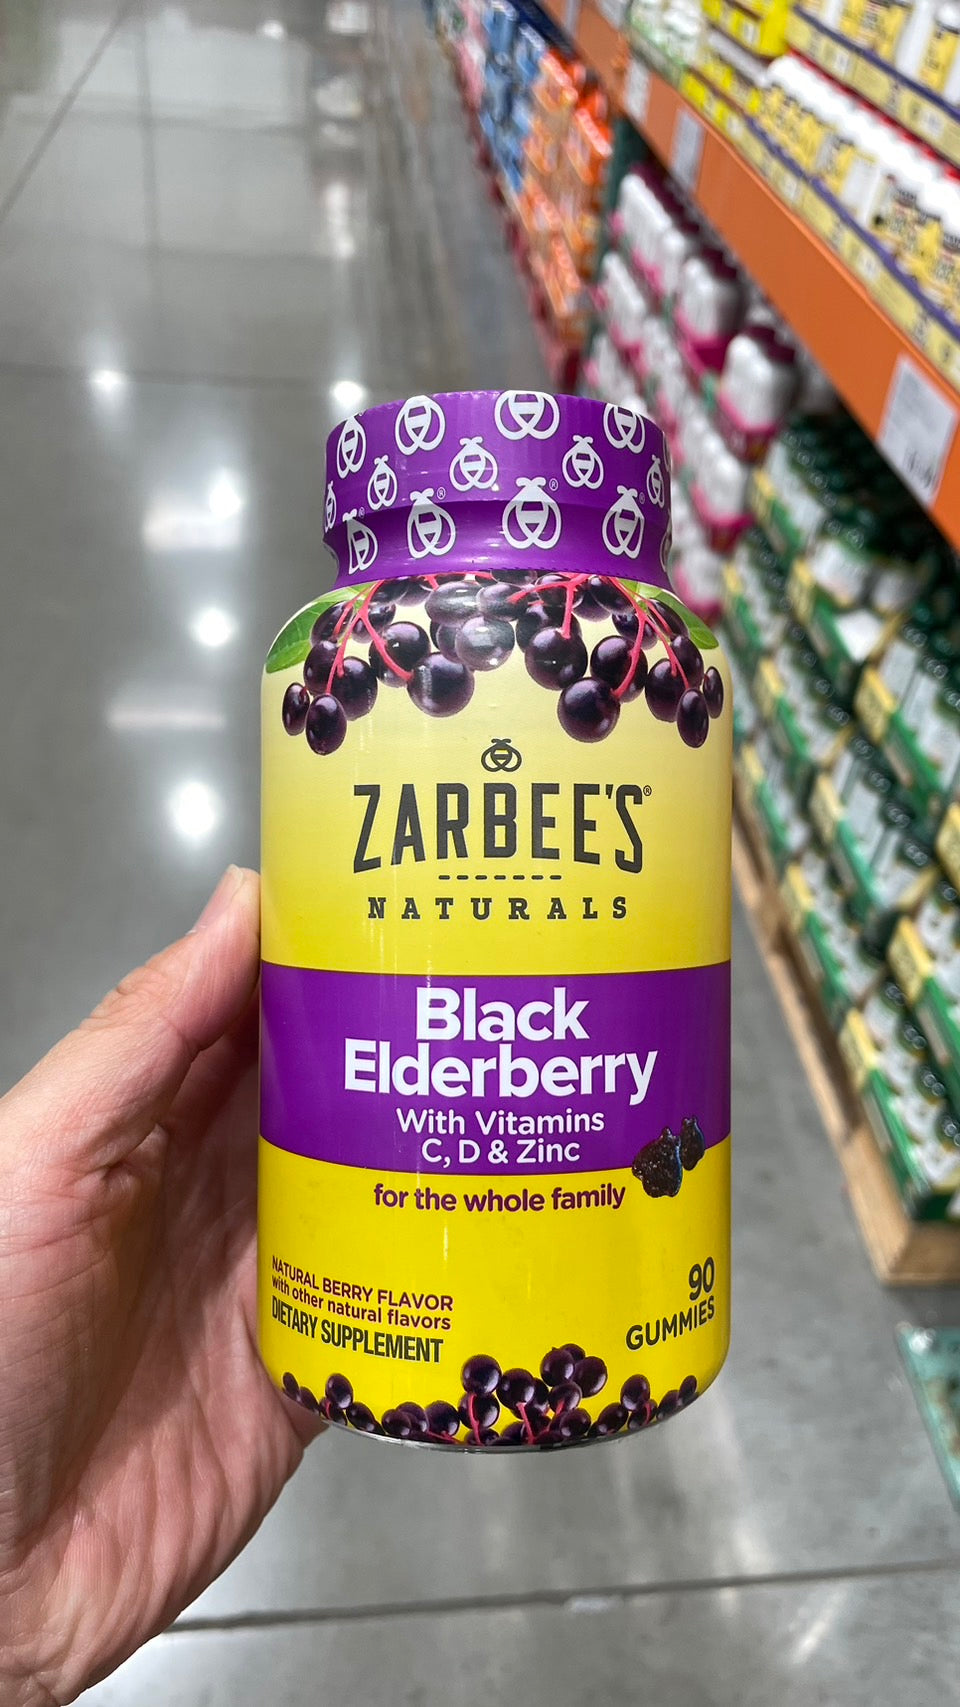 ZARBEE'S®
NATURALS
Black
Elderberry
With Vitamins
C, D & Zinc
for the whole family
NATURAL BERRY FLAVOR
with other natural flavors
DIETARY SUPPLEMENT
90
GUMMIES